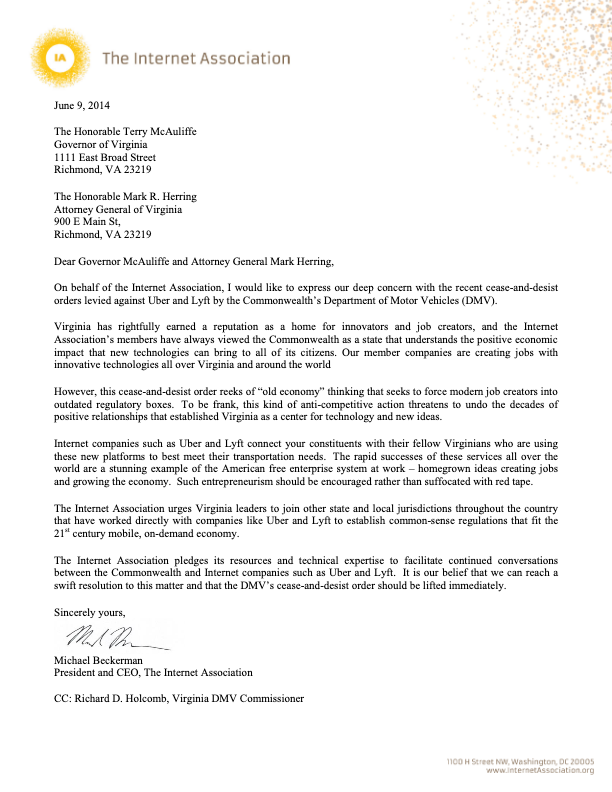 IA
The Internet Association
June 9, 2014
The Honorable Terry McAuliffe
Governor of Virginia
1111 East Broad Street
Richmond, VA 23219
The Honorable Mark R. Herring
Attorney General of Virginia
900 E Main St,
Richmond, VA 23219
Dear Governor McAuliffe and Attorney General Mark Herring,
On behalf of the Internet Association, I would like to express our deep concern with the recent cease-and-desist
orders levied against Uber and Lyft by the Commonwealth's Department of Motor Vehicles (DMV).
Virginia has rightfully earned a reputation as a home for innovators and job creators, and the Internet
Association's members have always viewed the Commonwealth as a state that understands the positive economic
impact that new technologies can bring to all of its citizens. Our member companies are creating jobs with
innovative technologies all over Virginia and around the world
However, this cease-and-desist order reeks of “old economy” thinking that seeks to force modern job creators into
outdated regulatory boxes. To be frank, this kind of anti-competitive action threatens to undo the decades of
positive relationships that established Virginia as a center for technology and new ideas.
Internet companies such as Uber and Lyft connect your constituents with their fellow Virginians who are using
these new platforms to best meet their transportation needs. The rapid successes of these services all over the
world are a stunning example of the American free enterprise system at work – homegrown ideas creating jobs
and growing the economy. Such entrepreneurism should be encouraged rather than suffocated with red tape.
The Internet Association urges Virginia leaders to join other state and local jurisdictions throughout the country
that have worked directly with companies like Uber and Lyft to establish common-sense regulations that fit the
21st century mobile, on-demand economy.
The Internet Association pledges its resources and technical expertise to facilitate continued conversations
between the Commonwealth and Internet companies such as Uber and Lyft. It is our belief that we can reach a
swift resolution to this matter and that the DMV's cease-and-desist order should be lifted immediately.
Sincerely yours,
Michael Beckerman
President and CEO, The Internet Association
CC: Richard D. Holcomb, Virginia DMV Commissioner
1100 H Street NW, Washington, DC 20005
www.InternetAssociation.org